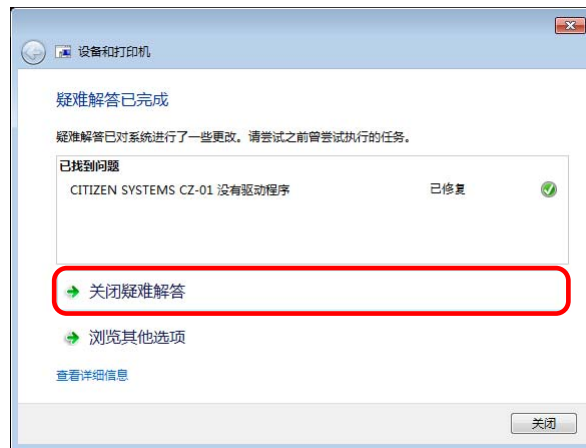 设备和打印机
疑难解答已完成
疑难解答已对系统进行了一些更改。请尝试之前曾尝试执行的任务。
已找到问题
CITIZEN SYSTEMS CZ-01 没有驱动程序 已修复
关闭疑难解答
浏览其他选项
查看详细信息
关闭